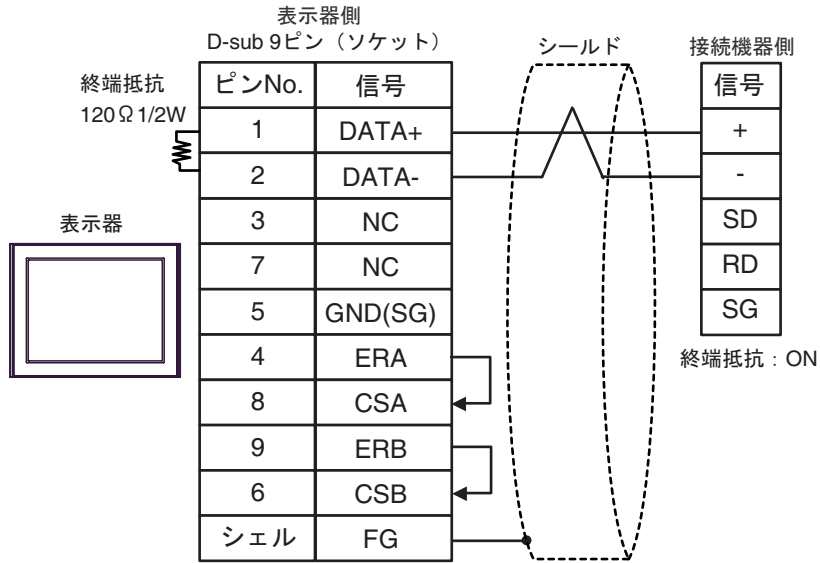 表示器側
D-sub 9ピン（ソケット）
シールド
接続機器側
終端抵抗
120Ω1/2W
ピンNo. 信号
信号
1 DATA+
+
2 DATA-
-
表示器
3 NC
SD
7 NC
RD
5 GND(SG)
SG
4 ERA
終端抵抗：ON
8 CSA
9 ERB
6 CSB
シェル FG